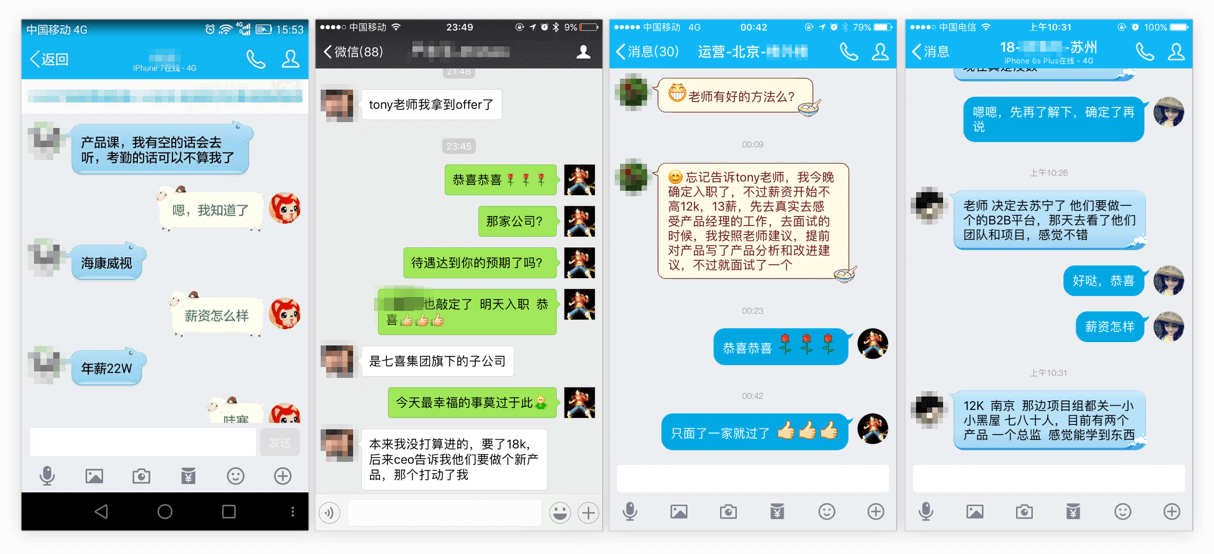 中国移动 4G
4G
15:53
返回
iPhone 7在线 - 4G
产品课，我有空的话会去
听，考勤的话可以不算我了
嗯，我知道了
海康威视
薪资怎么样
年薪22W
哇塞
发送
中国移动
23:49
9%
微信(88)
21:48
tony老师我拿到offer了
23:45
恭喜恭喜
那家公司？
待遇达到你的预期了吗？
也敲定了 明天入职 恭
喜
是七喜集团旗下的子公司
今天最幸福的事莫过于此
本来我没打算进的，要了18k，
后来ceo告诉我他们要做个新产
品，那个打动了我
中国移动 4G
00:42
79%
消息(30)
运营-北京-
老师有好的方法么？
00:09
忘记告诉tony老师，我今晚
确定入职了，不过薪资开始不
高12k，13薪，先去真实去感
受产品经理的工作，去面试的
时候，我按照老师建议，提前
对产品写了产品分析和改进建
议，不过就面试了一个
00:23
恭喜恭喜
00:42
只面了一家就过了
中国电信
上午10:31
100%
消息
18-
-苏州
iPhone 6s Plus在线 - 4G
现在真是没数
嗯嗯，先再了解下，确定了再
说
上午10:26
老师 决定去苏宁了 他们要做一
个的B2B平台，那天去看了他们
团队和项目，感觉不错
好哒，恭喜
薪资怎样
上午10:31
12K 南京 那边项目组都关一小
小黑屋 七八十人，目前有两个
产品 一个总监 感觉能学到东西